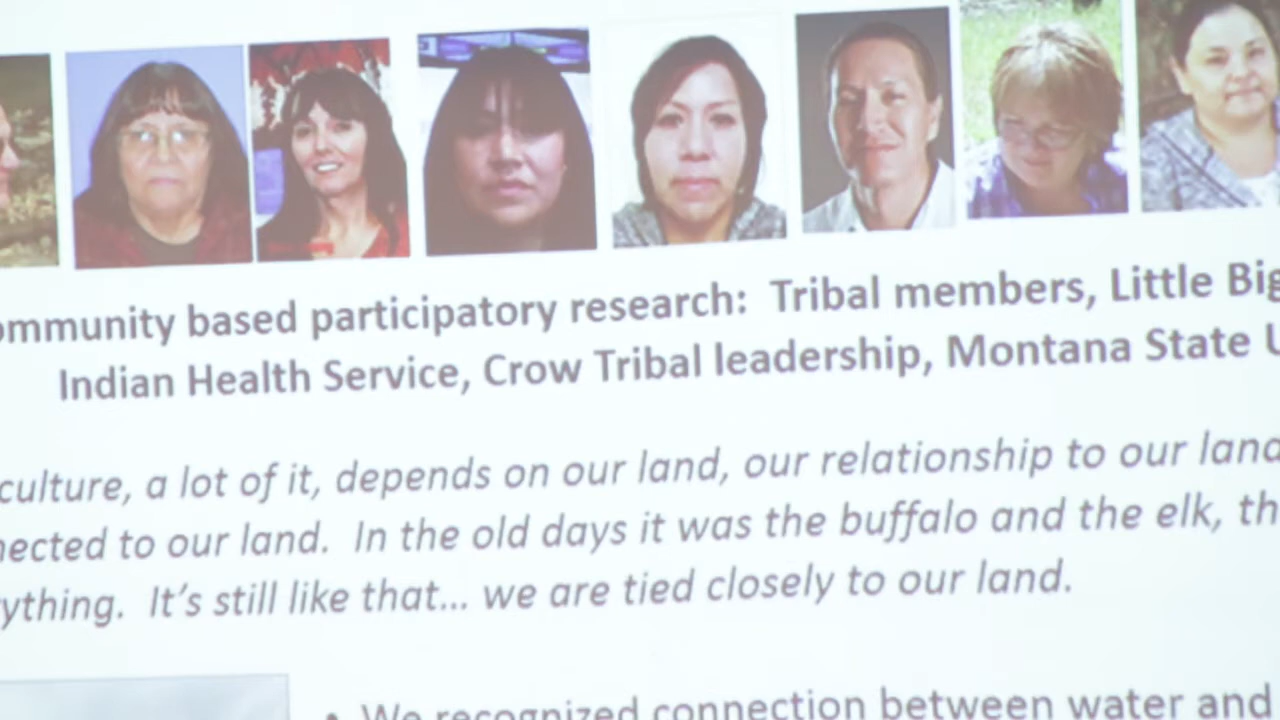 ommunity based participatory research: Tribal members, Little Big
Indian Health Service, Crow Tribal leadership, Montana State U
culture, a lot of it, depends on our land, our relationship to our land
nected to our land. In the old days it was the buffalo and the elk, th
ything. It's still like that... we are tied closely to our land.
• We recognized connection between water and